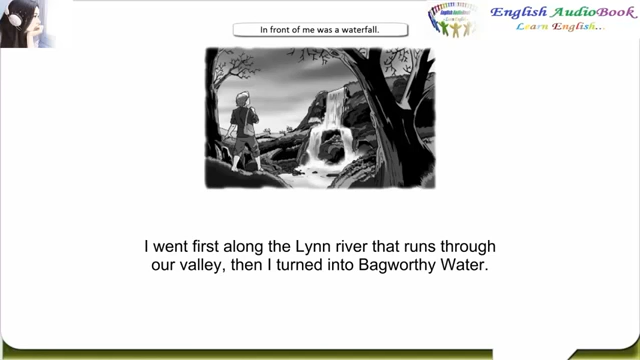 In front of me was a waterfall.
English AudioBook
Learn English...
I went first along the Lynn river that runs through
our valley, then I turned into Bagworthy Water.